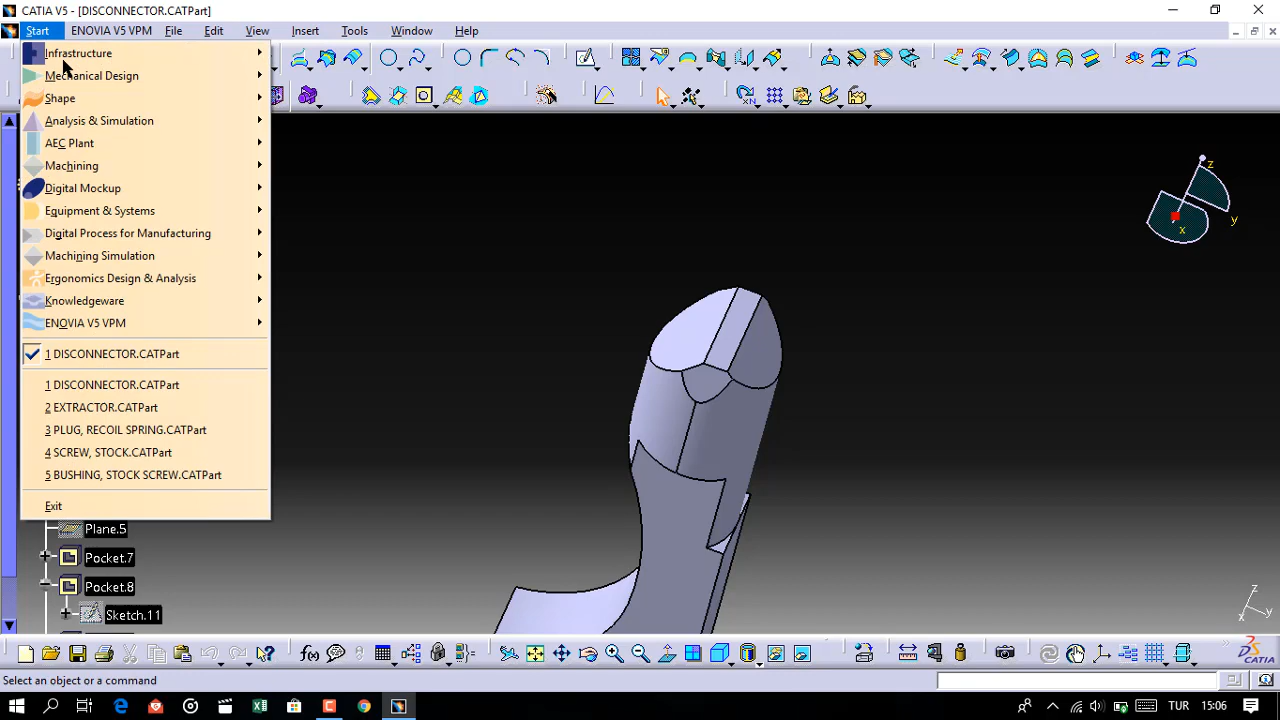 CATIA V5 - [DISCONNECTOR.CATPart]
Start ENOVIA V5 VPM File Edit View Insert Tools Window Help
Infrastructure
Mechanical Design
Shape
Analysis & Simulation
AEC Plant
Machining
Digital Mockup
Equipment & Systems
Digital Process for Manufacturing
Machining Simulation
Ergonomics Design & Analysis
Knowledgeware
ENOVIA V5 VPM
1 DISCONNECTOR.CATPart
1 DISCONNECTOR.CATPart
2 EXTRACTOR.CATPart
3 PLUG, RECOIL SPRING.CATPart
4 SCREW, STOCK.CATPart
5 BUSHING, STOCK SCREW.CATPart
Exit
Plane.5
Pocket.7
Pocket.8
Sketch.11
z
y
x
z
x y
f(x)
CATIA
Select an object or a command
TUR 15:06